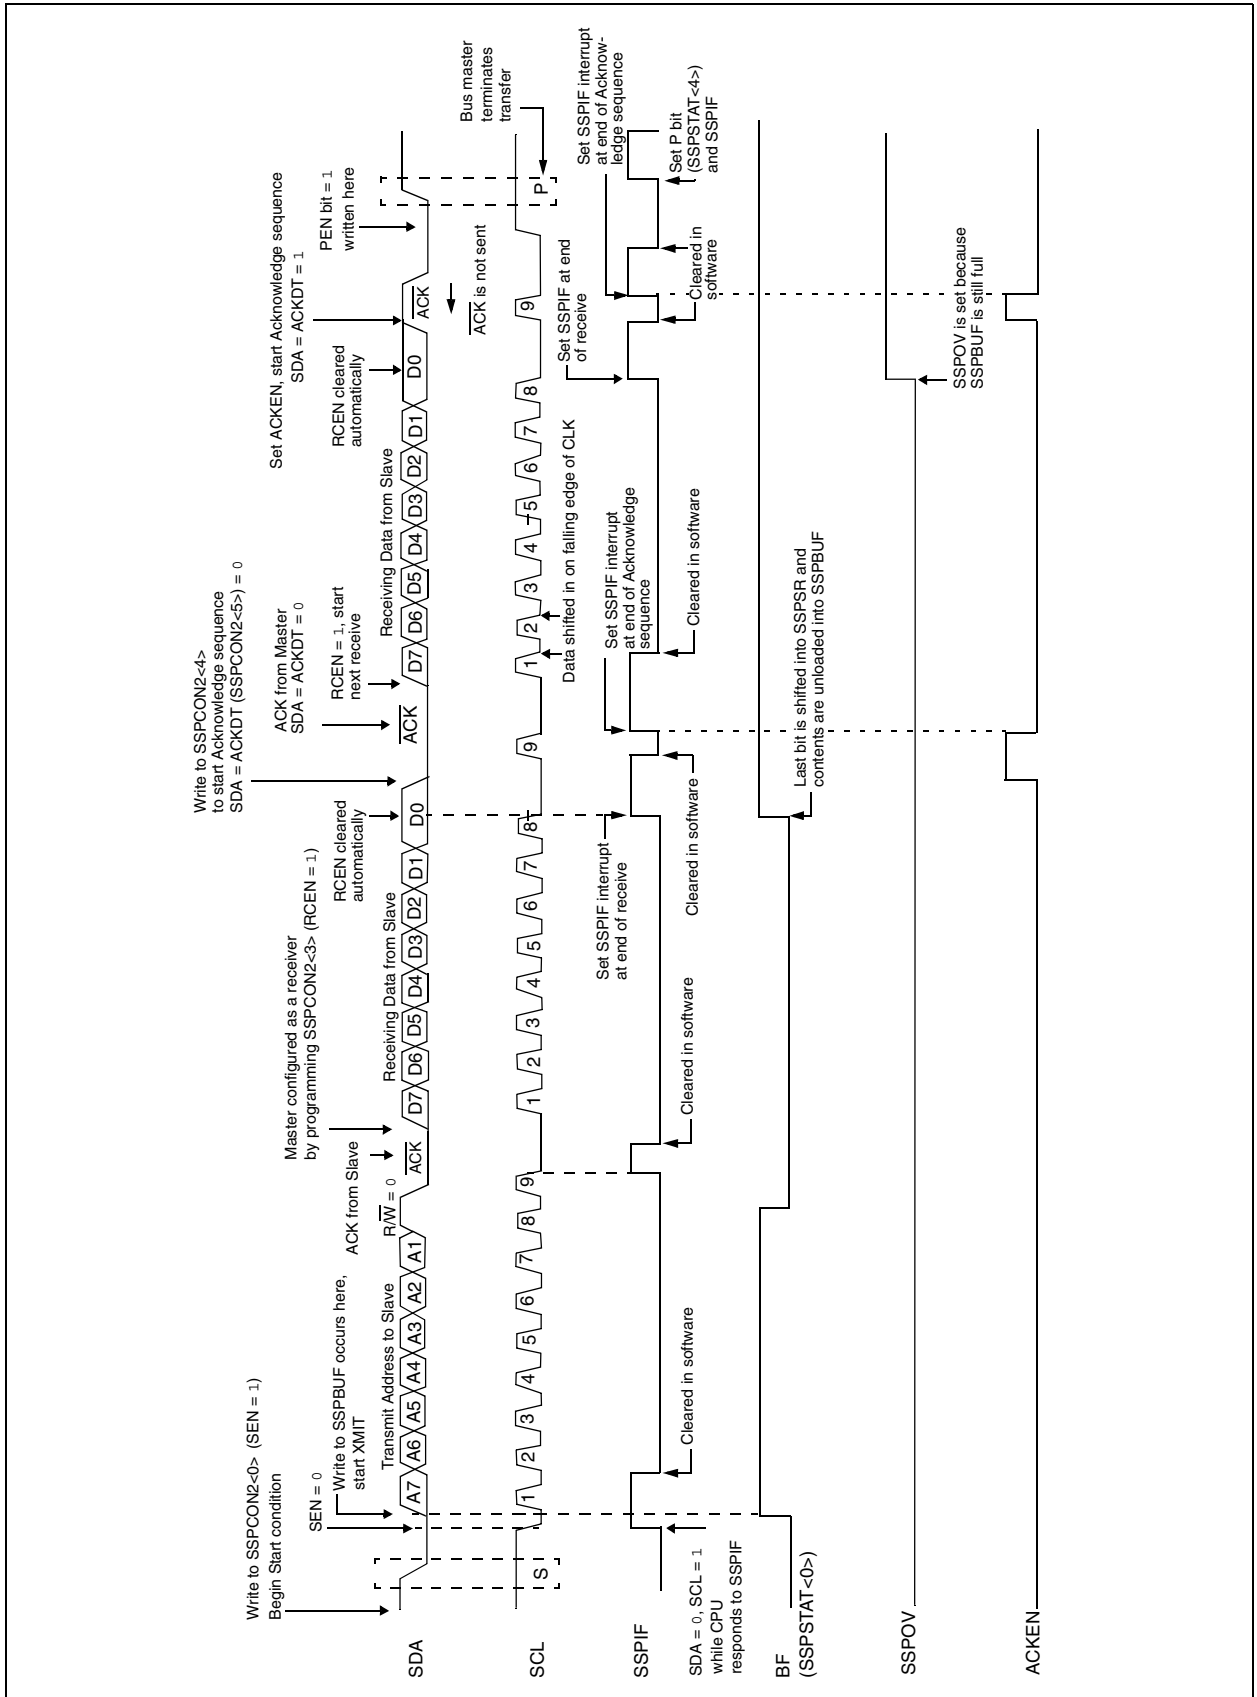 Write to SSPCON2<4>
to start Acknowledge sequence
SDA = ACKDT (SSPCON2<5>) = 0
Set ACKEN, start Acknowledge sequence
SDA = ACKDT = 1
Write to SSPCON2<0> (SEN = 1)
Begin Start condition
Master configured as a receiver
by programming SSPCON2<3> (RCEN = 1)
ACK from Master
SDA = ACKDT = 0
PEN bit = 1
written here
SEN = 0
Write to SSPBUF occurs here,
start XMIT
ACK from Slave
RCEN cleared
automatically
RCEN = 1, start
next receive
RCEN cleared
automatically
Transmit Address to Slave
R/W = 0
Receiving Data from Slave
Receiving Data from Slave
SDA
A7 A6 A5 A4 A3 A2 A1
ACK
D7 D6 D5 D4 D3 D2 D1 D0
ACK
D7 D6 D5 D4 D3 D2 D1 D0
ACK
ACK is not sent
Bus master
terminates
transfer
SCL
S
1 2 3 4 5 6 7 8 9
1 2 3 4 5 6 7 8
9
1 2 3 4 5 6 7 8
9
P
Data shifted in on falling edge of CLK
Set SSPIF at end
of receive
Set SSPIF interrupt
at end of Acknow-
ledge sequence
Set SSPIF interrupt
at end of receive
Set SSPIF interrupt
at end of Acknowledge
sequence
SSPIF
Set P bit
(SSPSTAT<4>)
and SSPIF
SDA = 0, SCL = 1
while CPU
responds to SSPIF
Cleared in software
Cleared in software
Cleared in software
Cleared in software
Cleared in
software
BF
(SSPSTAT<0>)
Last bit is shifted into SSPSR and
contents are unloaded into SSPBUF
SSPOV
SSPOV is set because
SSPBUF is still full
ACKEN